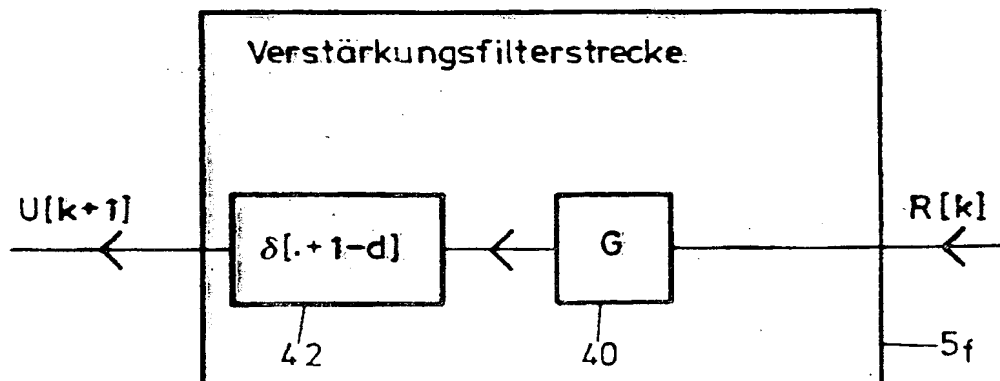 Verstärkungsfilterstrecke
U[k+1]
δ[.+1-d]
G
R[k]
42
40
5f